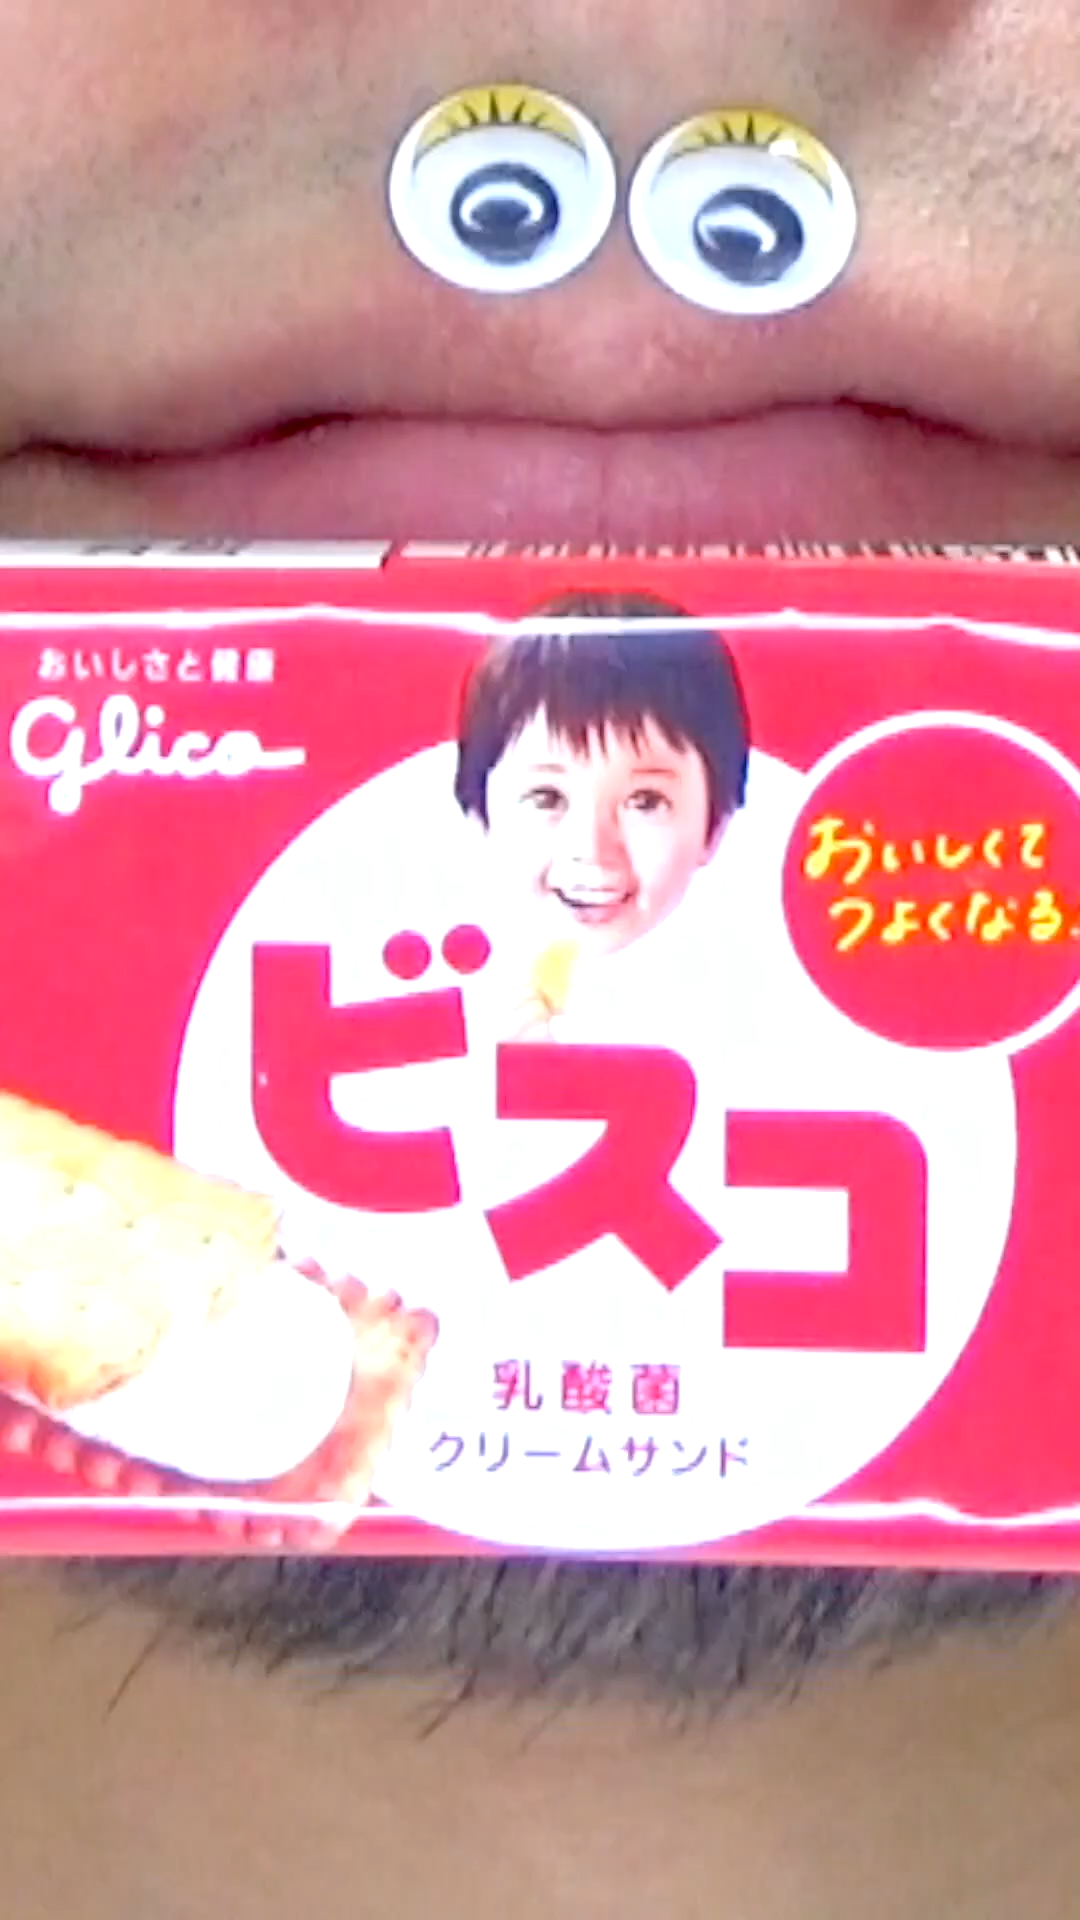 おいしさと健康
glico
おいしくて
つよくなる。
ビスコ
乳酸菌
クリームサンド